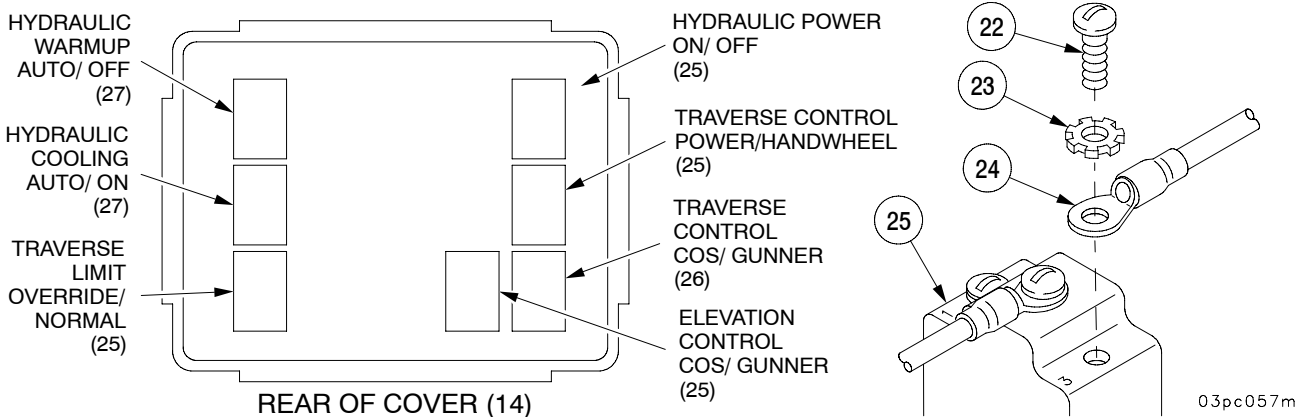 HYDRAULIC
WARMUP
AUTO/ OFF
(27)
HYDRAULIC
COOLING
AUTO/ ON
(27)
TRAVERSE
LIMIT
OVERRIDE/
NORMAL
(25)
HYDRAULIC POWER
ON/ OFF
(25)
TRAVERSE CONTROL
POWER/HANDWHEEL
(25)
TRAVERSE
CONTROL
COS/ GUNNER
(26)
ELEVATION
CONTROL
COS/ GUNNER
(25)
REAR OF COVER (14)
22
23
24
25
1
3
03pc057m